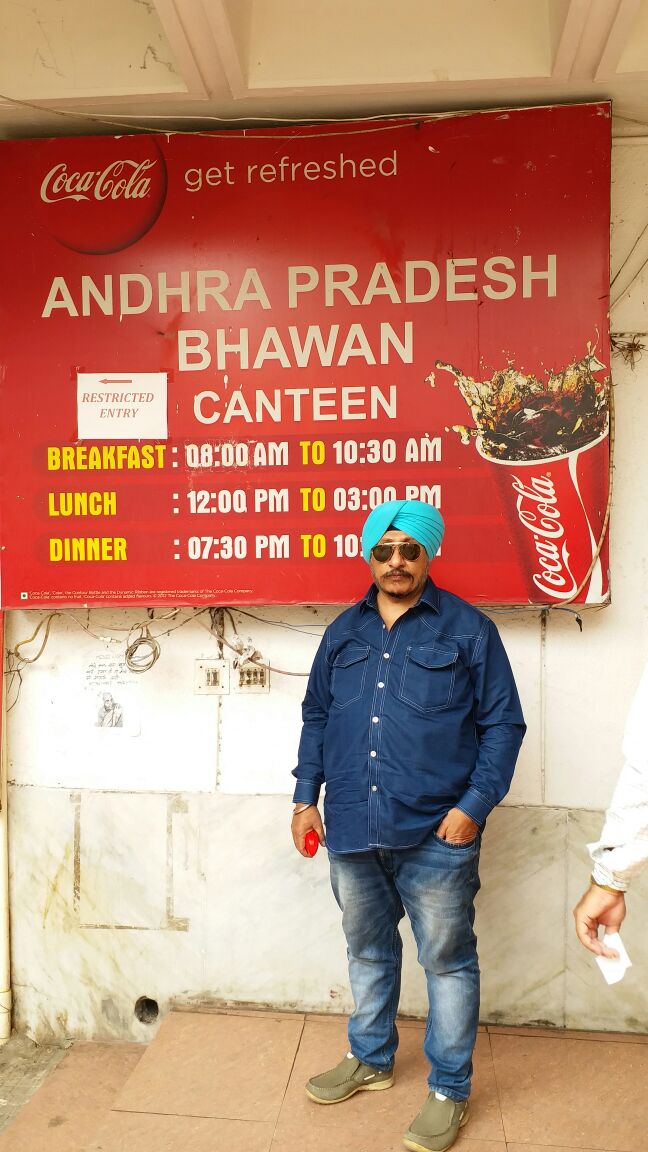 Coca-Cola get refreshed
ANDHRA PRADESH
BHAWAN
CANTEEN
RESTRICTED
ENTRY
BREAKFAST : 08:00 AM TO 10:30 AM
LUNCH : 12:00 PM TO 03:00 PM
DINNER : 07:30 PM TO 10:
Coca-Cola